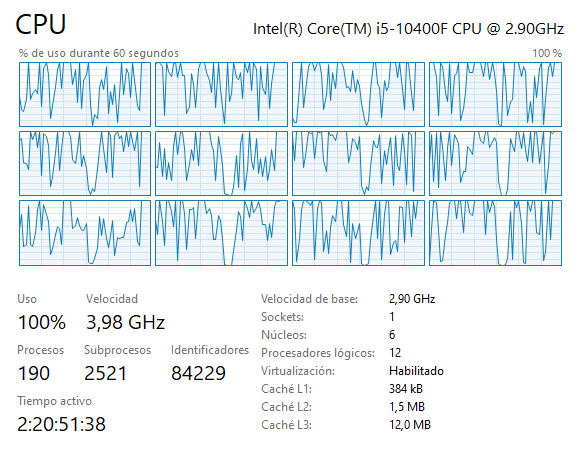 CPU
Intel(R) Core(TM) i5-10400F CPU @ 2.90GHz
% de uso durante 60 segundos
100 %
Uso
Velocidad
100%
3,98 GHz
Procesos
Subprocesos
Identificadores
190
2521
84229
Tiempo activo
2:20:51:38
Velocidad de base:
2,90 GHz
Sockets:
1
Núcleos:
6
Procesadores lógicos:
12
Virtualización:
Habilitado
Caché L1:
384 kB
Caché L2:
1,5 MB
Caché L3:
12,0 MB